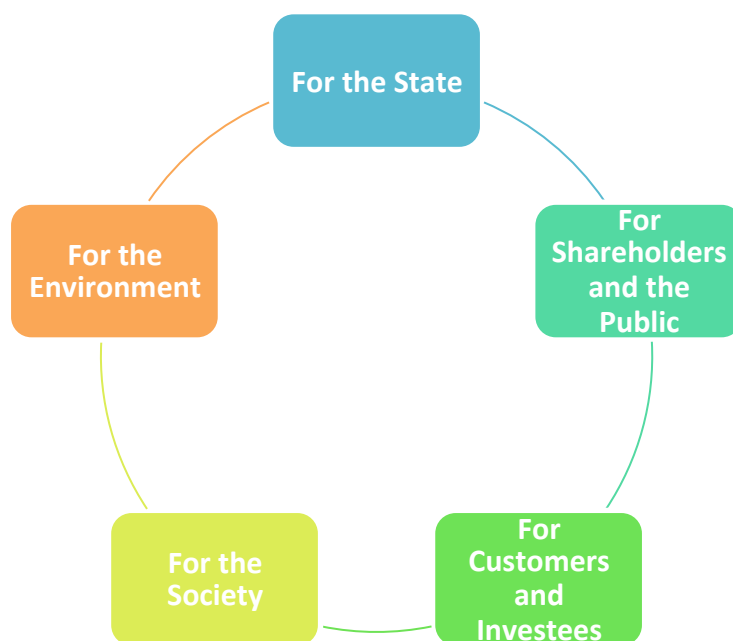 For the State
For
Shareholders
and the
Public
For
Customers
and
Investees
For the
Society
For the
Environment